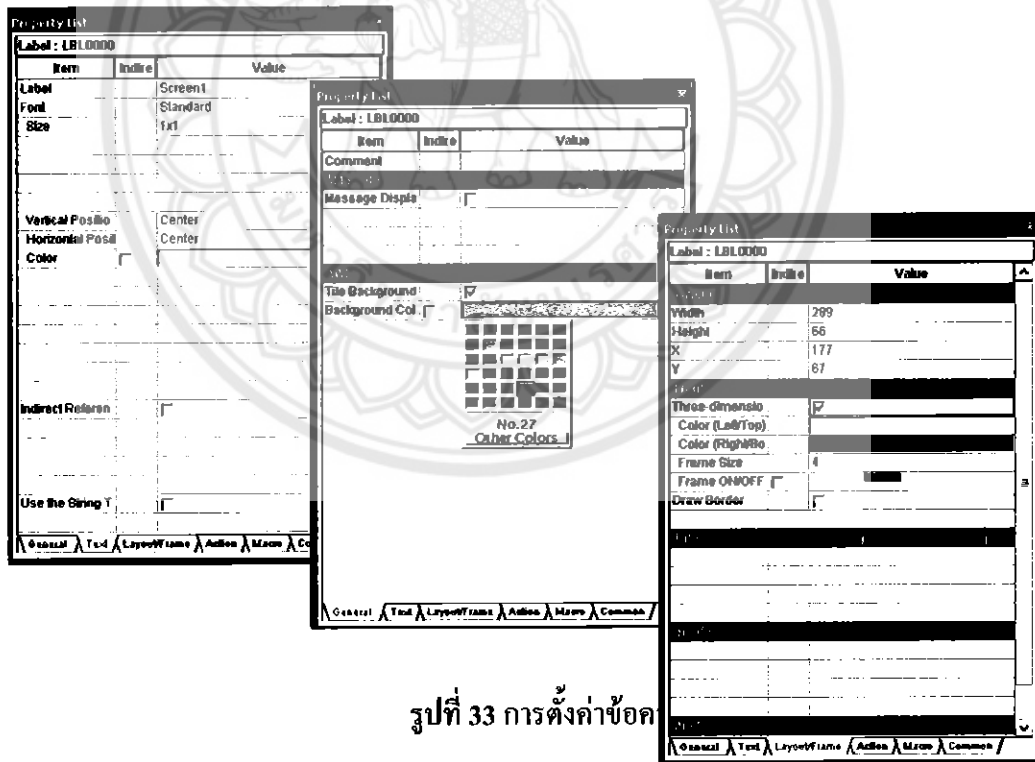 Property List
Label : LBL0000
Item Indire Value
Label Screen1
Font Standard
Size 1x1
Vertical Positio Center
Horizontal Posit Center
Color
Indirect Referen
Use the String T
General Text Layout/Frame Action Macro Co
Property List
Label : LBL0000
Item Indire Value
Comment
Message Displa
Tile Background
Background Col
No.27
Other Colors
General Text Layout/Frame Action Macro Common
Property List
Label : LBL0000
Item Indire Value
Width 289
Height 66
X 177
Y 67
Three-dimensio
Color (Left/Top)
Color (Right/Bo
Frame Size 4
Frame ON/OFF
Draw Border
General Text Layout/Frame Action Macro Common
รูปที่ 33 การตั้งค่าข้อคว